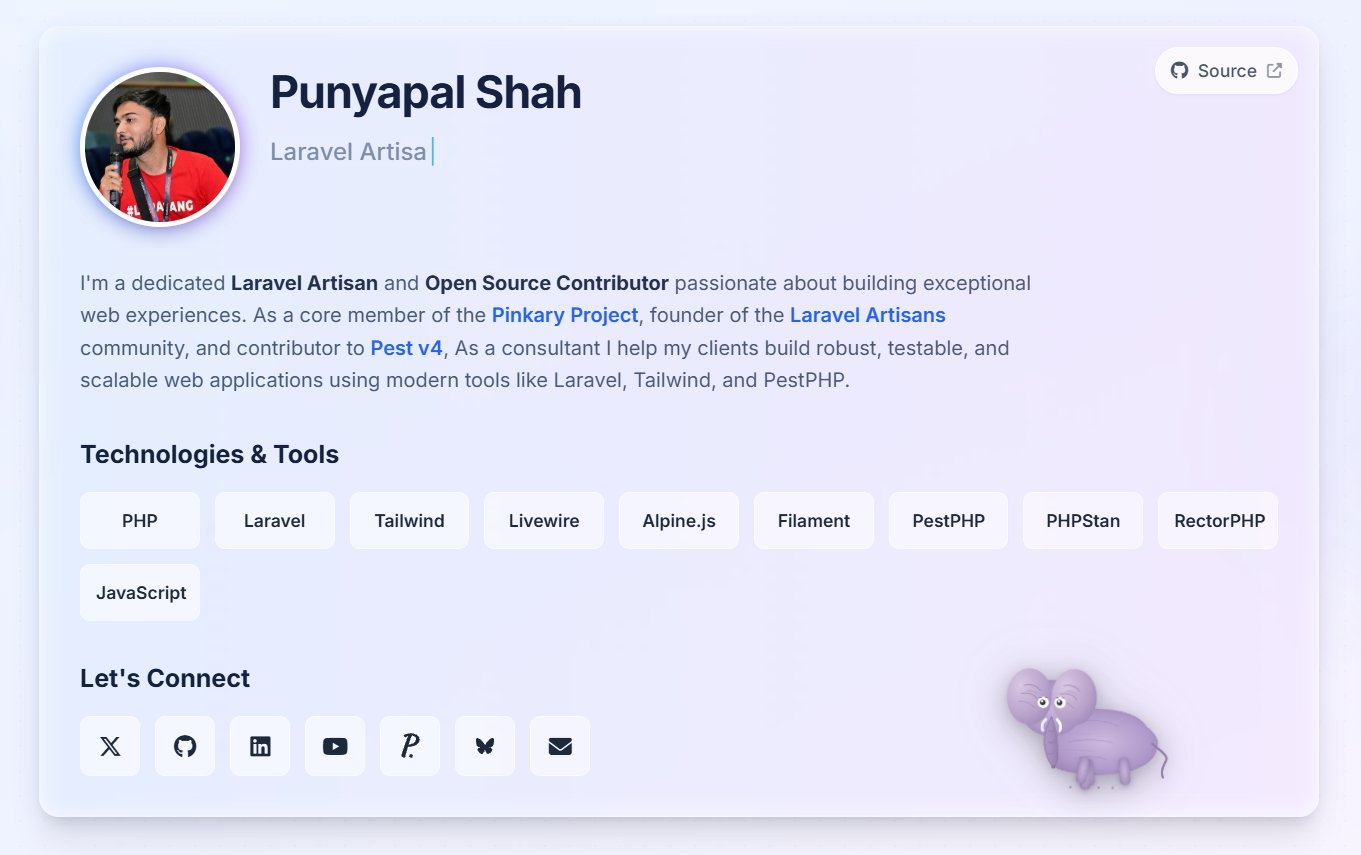 Punyapal Shah
Source
Laravel Artisa
I'm a dedicated Laravel Artisan and Open Source Contributor passionate about building exceptional
web experiences. As a core member of the Pinkary Project, founder of the Laravel Artisans
community, and contributor to Pest v4, As a consultant I help my clients build robust, testable, and
scalable web applications using modern tools like Laravel, Tailwind, and PestPHP.
Technologies & Tools
PHP Laravel Tailwind Livewire Alpine.js Filament PestPHP PHPStan RectorPHP
JavaScript
Let's Connect